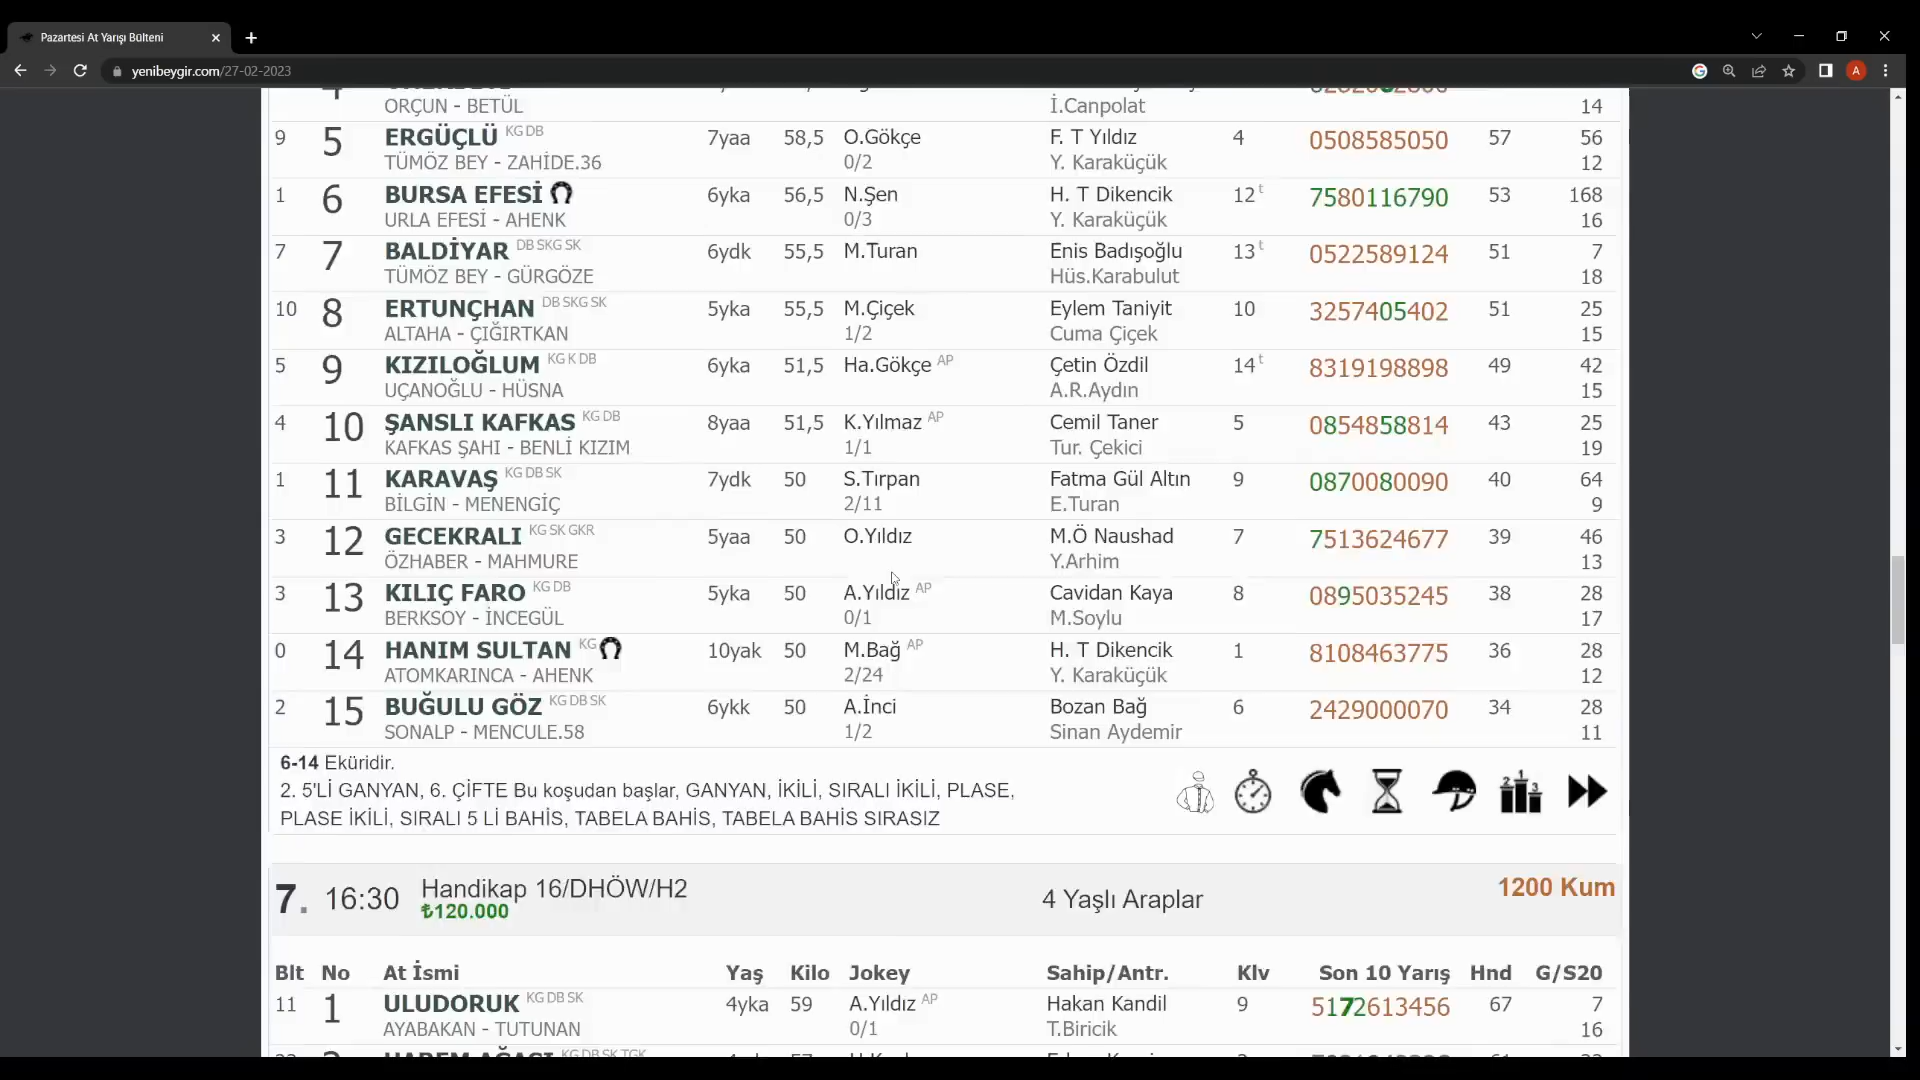 Pazartesi At Yarışı Bülteni
yenibeygir.com/27-02-2023
A
ORÇUN - BETÜL İ.Canpolat 14
9 5 ERGÜÇLÜ KG DB 7yaa 58,5 O.Gökçe F. T Yıldız 4 0508585050 57 56
TÜMÖZ BEY - ZAHİDE.36 0/2 Y. Karaküçük 12
1 6 BURSA EFESİ 6yka 56,5 N.Şen H. T Dikencik 12 t 7580116790 53 168
URLA EFESİ - AHENK 0/3 Y. Karaküçük 16
7 7 BALDİYAR DB SKG SK 6ydk 55,5 M.Turan Enis Badışoğlu 13 t 0522589124 51 7
TÜMÖZ BEY - GÜRGÖZE Hüs.Karabulut 18
10 8 ERTUNÇHAN DB SKG SK 5yka 55,5 M.Çiçek Eylem Taniyit 10 3257405402 51 25
ALTAHA - ÇIĞIRTKAN 1/2 Cuma Çiçek 15
5 9 KIZILOĞLUM KG K DB 6yka 51,5 Ha.Gökçe AP Çetin Özdil 14 t 8319198898 49 42
UÇANOĞLU - HÜSNA A.R.Aydın 15
4 10 ŞANSLI KAFKAS KG DB 8yaa 51,5 K.Yılmaz AP Cemil Taner 5 0854858814 43 25
KAFKAS ŞAHI - BENLİ KIZIM 1/1 Tur. Çekici 19
1 11 KARAVAŞ KG DB SK 7ydk 50 S.Tırpan Fatma Gül Altın 9 0870080090 40 64
BİLGİN - MENENGİÇ 2/11 E.Turan 9
3 12 GECEKRALI KG SK GKR 5yaa 50 O.Yıldız M.Ö Naushad 7 7513624677 39 46
ÖZHABER - MAHMURE Y.Arhim 13
3 13 KILIÇ FARO KG DB 5yka 50 A.Yıldız AP Cavidan Kaya 8 0895035245 38 28
BERKSOY - İNCEGÜL 0/1 M.Soylu 17
0 14 HANIM SULTAN KG 10yak 50 M.Bağ AP H. T Dikencik 1 8108463775 36 28
ATOMKARINCA - AHENK 2/24 Y. Karaküçük 12
2 15 BUĞULU GÖZ KG DB SK 6ykk 50 A.İnci Bozan Bağ 6 2429000070 34 28
SONALP - MENCULE.58 1/2 Sinan Aydemir 11
6-14 Eküridir.
2. 5'Lİ GANYAN, 6. ÇİFTE Bu koşudan başlar, GANYAN, İKİLİ, SIRALI İKİLİ, PLASE,
PLASE İKİLİ, SIRALI 5 Lİ BAHİS, TABELA BAHİS, TABELA BAHİS SIRASIZ
2 1 3
7. 16:30 Handikap 16/DHÖW/H2 4 Yaşlı Araplar 1200 Kum
₺120.000
Blt No At İsmi Yaş Kilo Jokey Sahip/Antr. Klv Son 10 Yarış Hnd G/S20
11 1 ULUDORUK KG DB SK 4yka 59 A.Yıldız AP Hakan Kandil 9 5172613456 67 7
AYABAKAN - TUTUNAN 0/1 T.Biricik 16